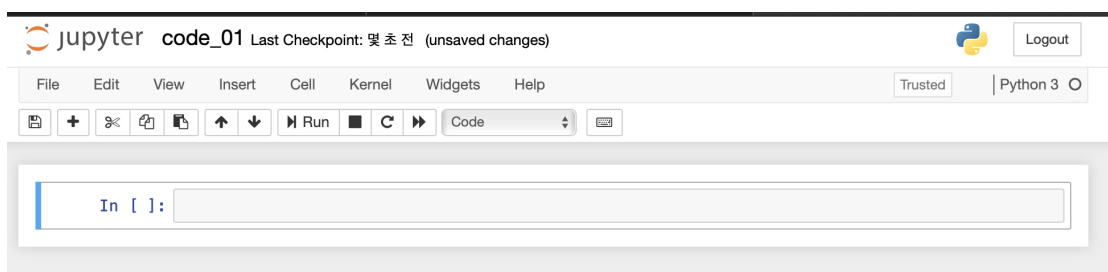 jupyter code_01 Last Checkpoint: 몇 초 전 (unsaved changes) Logout
File Edit View Insert Cell Kernel Widgets Help Trusted Python 3
Run Code
In [ ]: